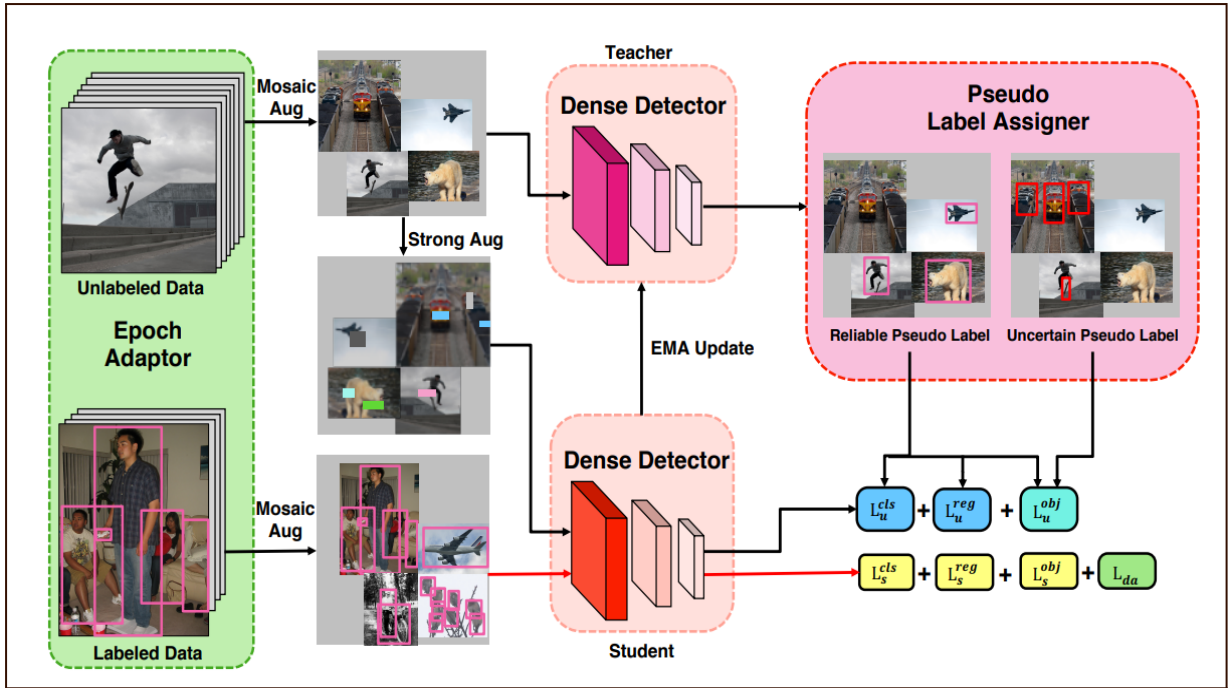 Teacher
Mosaic
Aug
Dense Detector
Pseudo
Label Assigner
Strong Aug
Unlabeled Data
Epoch
Adaptor
Reliable Pseudo Label
Uncertain Pseudo Label
EMA Update
Dense Detector
Mosaic
Aug
L_u^{cls} + L_u^{reg} + L_u^{obj}
L_s^{cls} + L_s^{reg} + L_s^{obj} + L_{da}
Labeled Data
Student